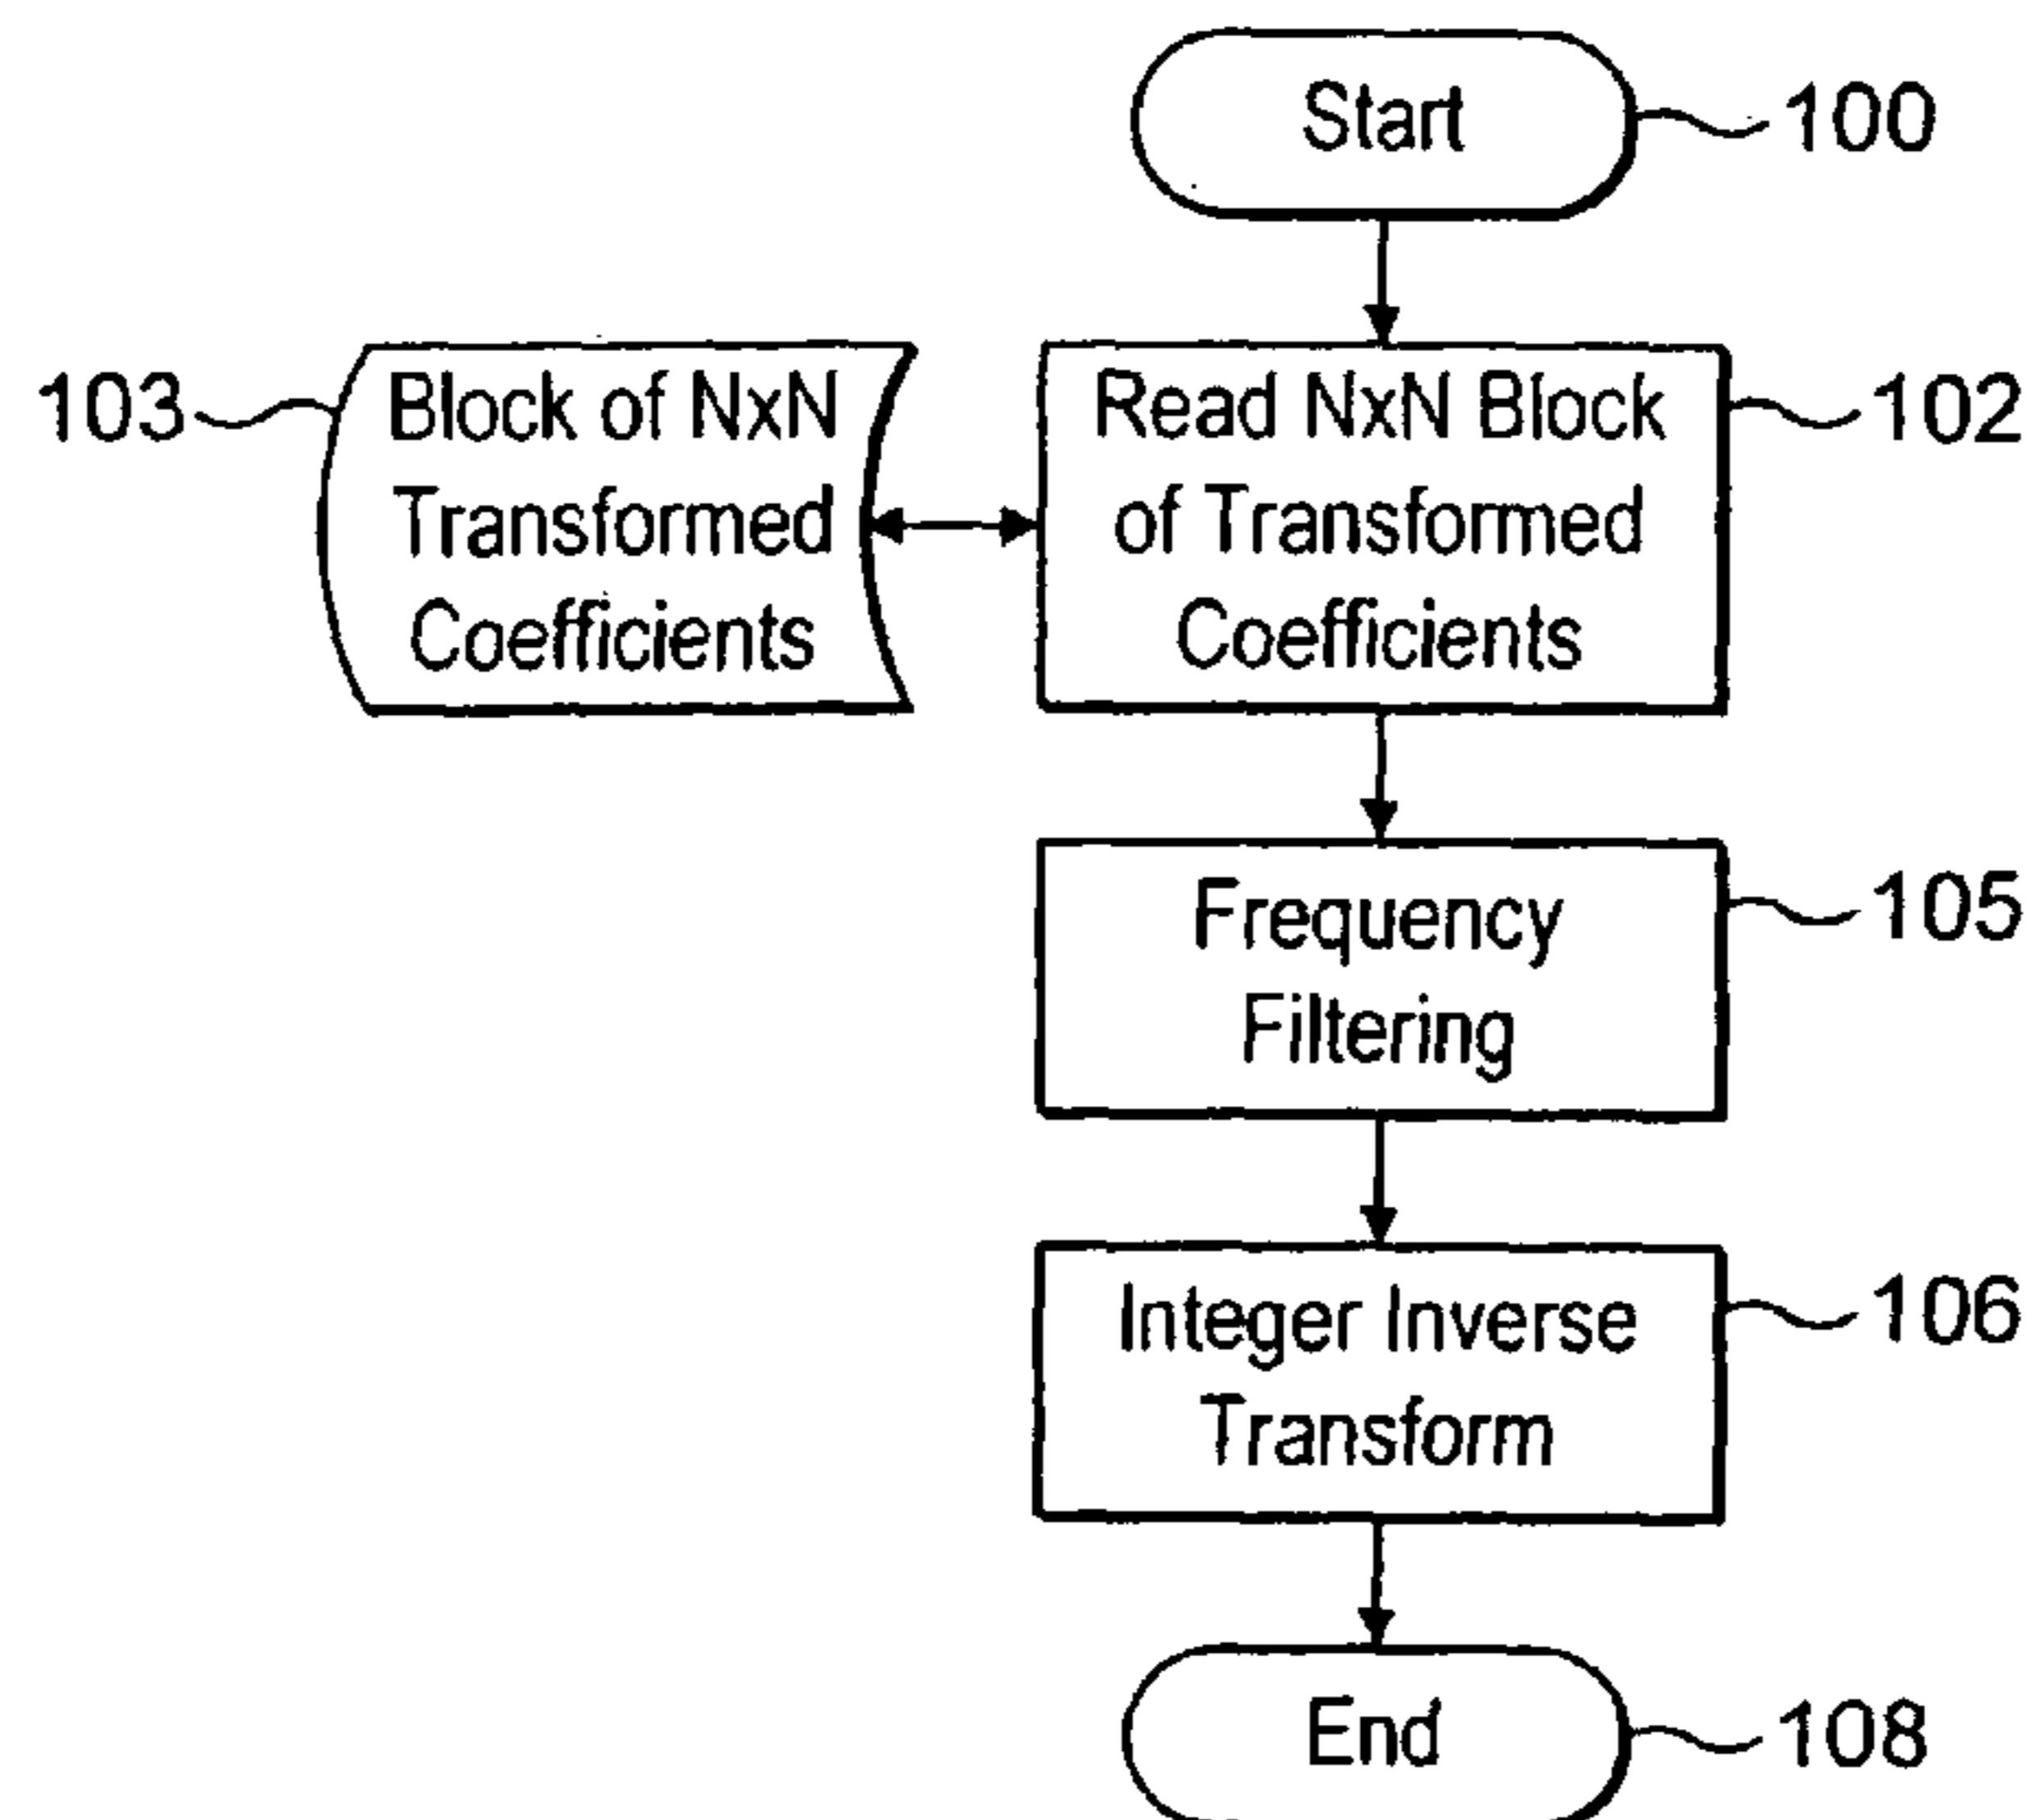 Start
100
103
Block of NxN
Transformed
Coefficients
Read NxN Block
of Transformed
Coefficients
102
Frequency
Filtering
105
Integer Inverse
Transform
106
End
108